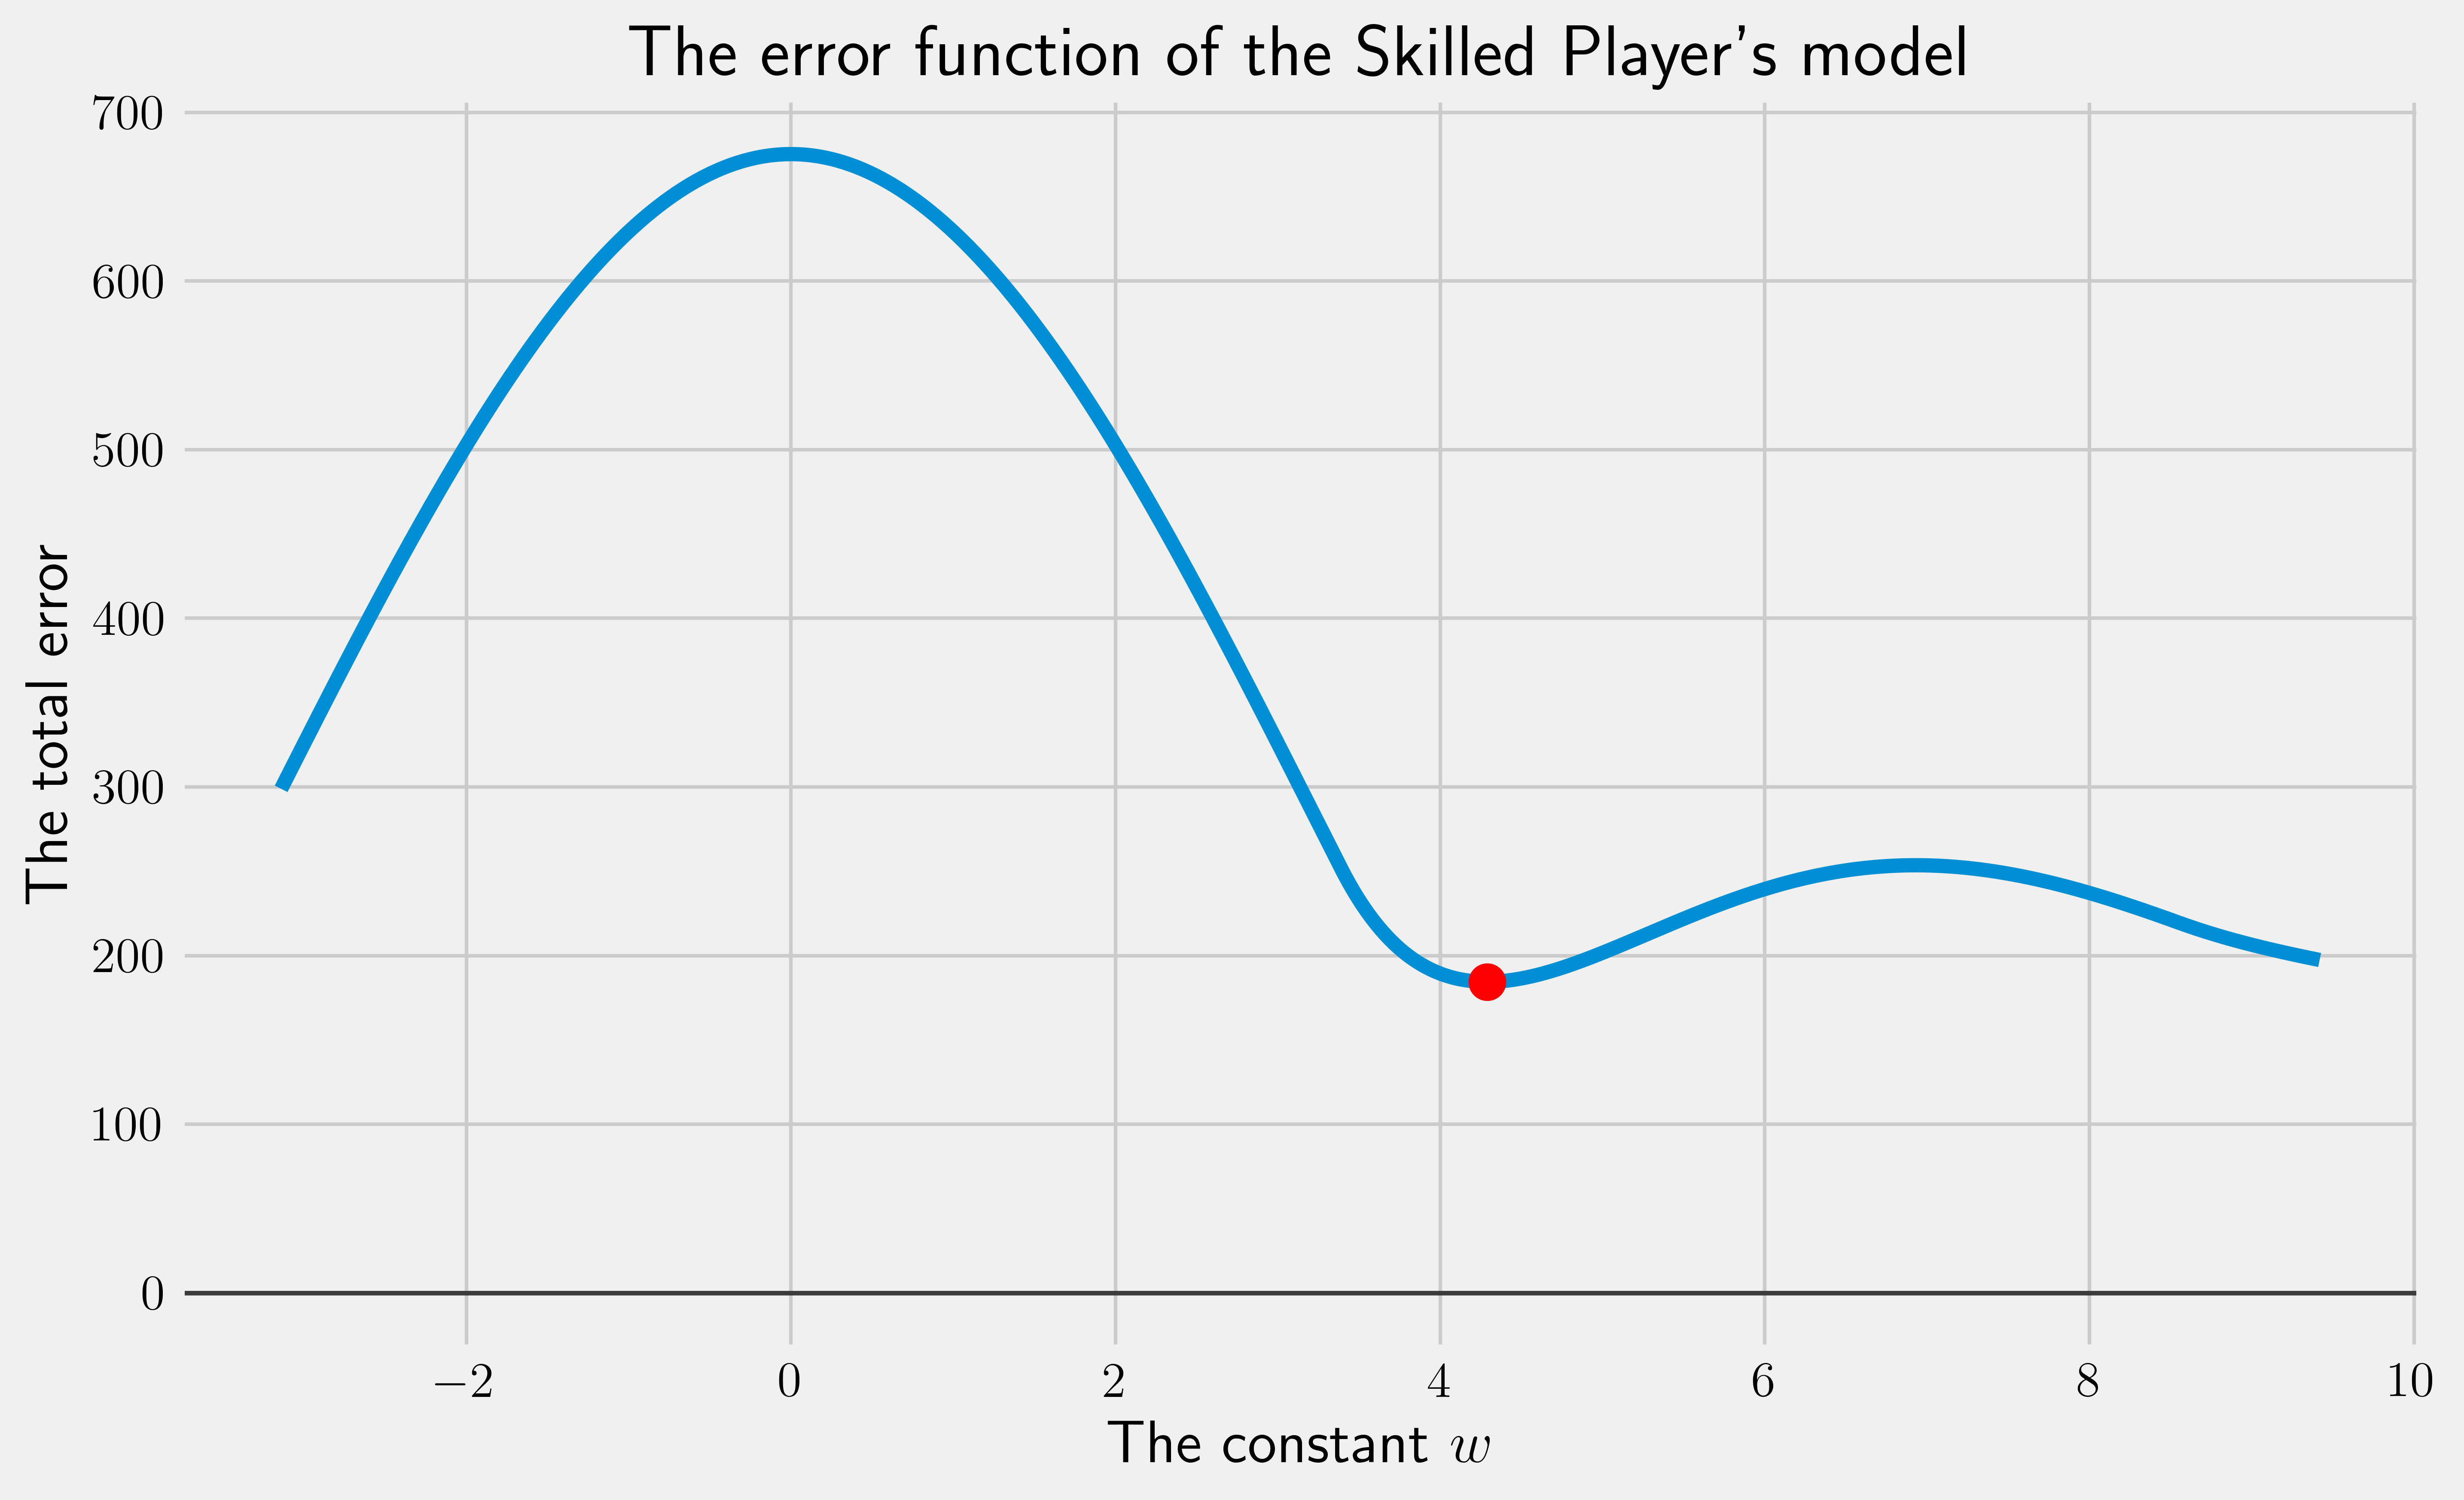 The error function of the Skilled Player's model
The total error
700
600
500
400
300
200
100
0
−2 0 2 4 6 8 10
The constant w